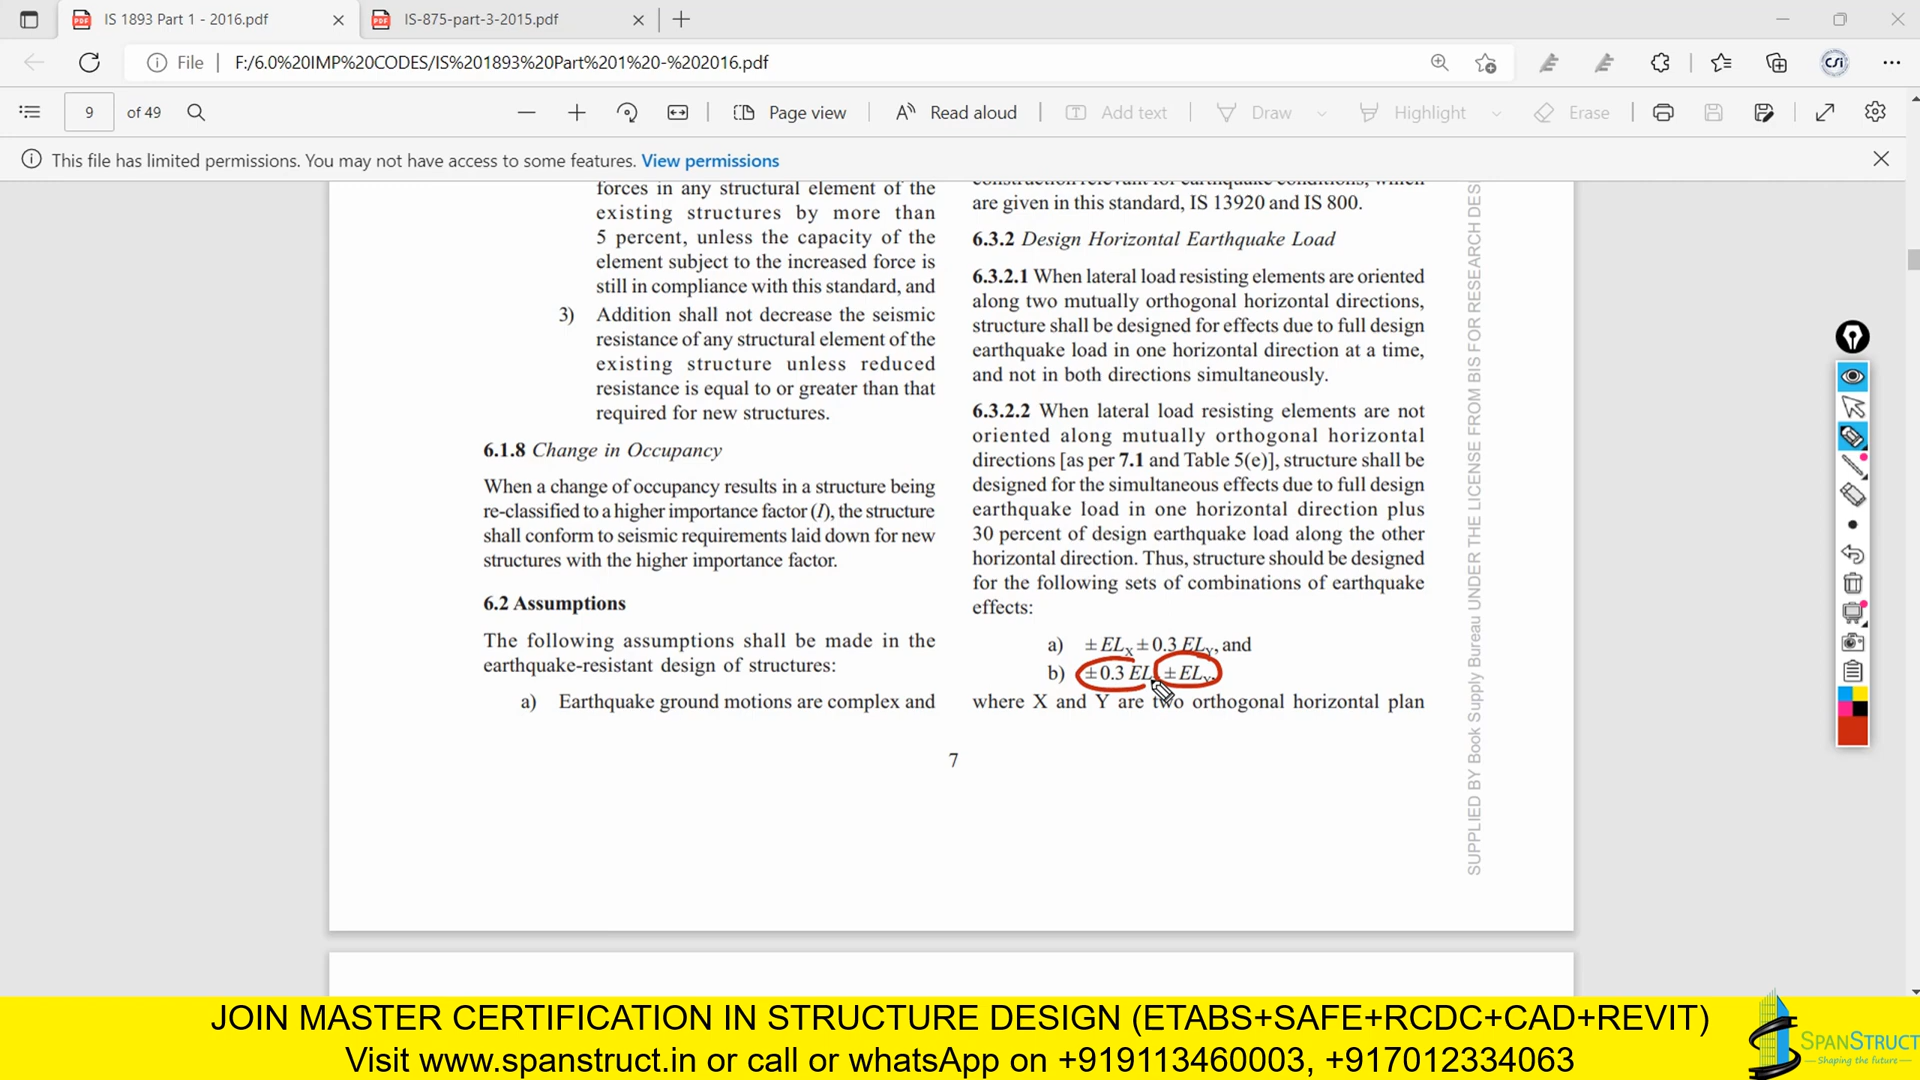 IS 1893 Part 1 - 2016.pdf
IS-875-part-3-2015.pdf
File
F:/6.0%20IMP%20CODES/IS%201893%20Part%201%20-%202016.pdf
CSi
9 of 49
Page view
Read aloud
Add text
Draw
Highlight
Erase
This file has limited permissions. You may not have access to some features. View permissions
forces in any structural element of the
existing structures by more than
5 percent, unless the capacity of the
element subject to the increased force is
still in compliance with this standard, and
3) Addition shall not decrease the seismic
resistance of any structural element of the
existing structure unless reduced
resistance is equal to or greater than that
required for new structures.
6.1.8 Change in Occupancy
When a change of occupancy results in a structure being
re-classified to a higher importance factor (I), the structure
shall conform to seismic requirements laid down for new
structures with the higher importance factor.
6.2 Assumptions
The following assumptions shall be made in the
earthquake-resistant design of structures:
a) Earthquake ground motions are complex and
construction relevant for earthquake conditions, which
are given in this standard, IS 13920 and IS 800.
6.3.2 Design Horizontal Earthquake Load
6.3.2.1 When lateral load resisting elements are oriented
along two mutually orthogonal horizontal directions,
structure shall be designed for effects due to full design
earthquake load in one horizontal direction at a time,
and not in both directions simultaneously.
6.3.2.2 When lateral load resisting elements are not
oriented along mutually orthogonal horizontal
directions [as per 7.1 and Table 5(e)], structure shall be
designed for the simultaneous effects due to full design
earthquake load in one horizontal direction plus
30 percent of design earthquake load along the other
horizontal direction. Thus, structure should be designed
for the following sets of combinations of earthquake
effects:
a) ± ELX ± 0.3 ELY, and
b) ± 0.3 EL ± ELY,
where X and Y are two orthogonal horizontal plan
7
SUPPLIED BY Book Supply Bureau UNDER THE LICENSE FROM BIS FOR RESEARCH DES
JOIN MASTER CERTIFICATION IN STRUCTURE DESIGN (ETABS+SAFE+RCDC+CAD+REVIT)
Visit www.spanstruct.in or call or whatsApp on +919113460003, +917012334063
SPANSTRUCT
Shaping the future